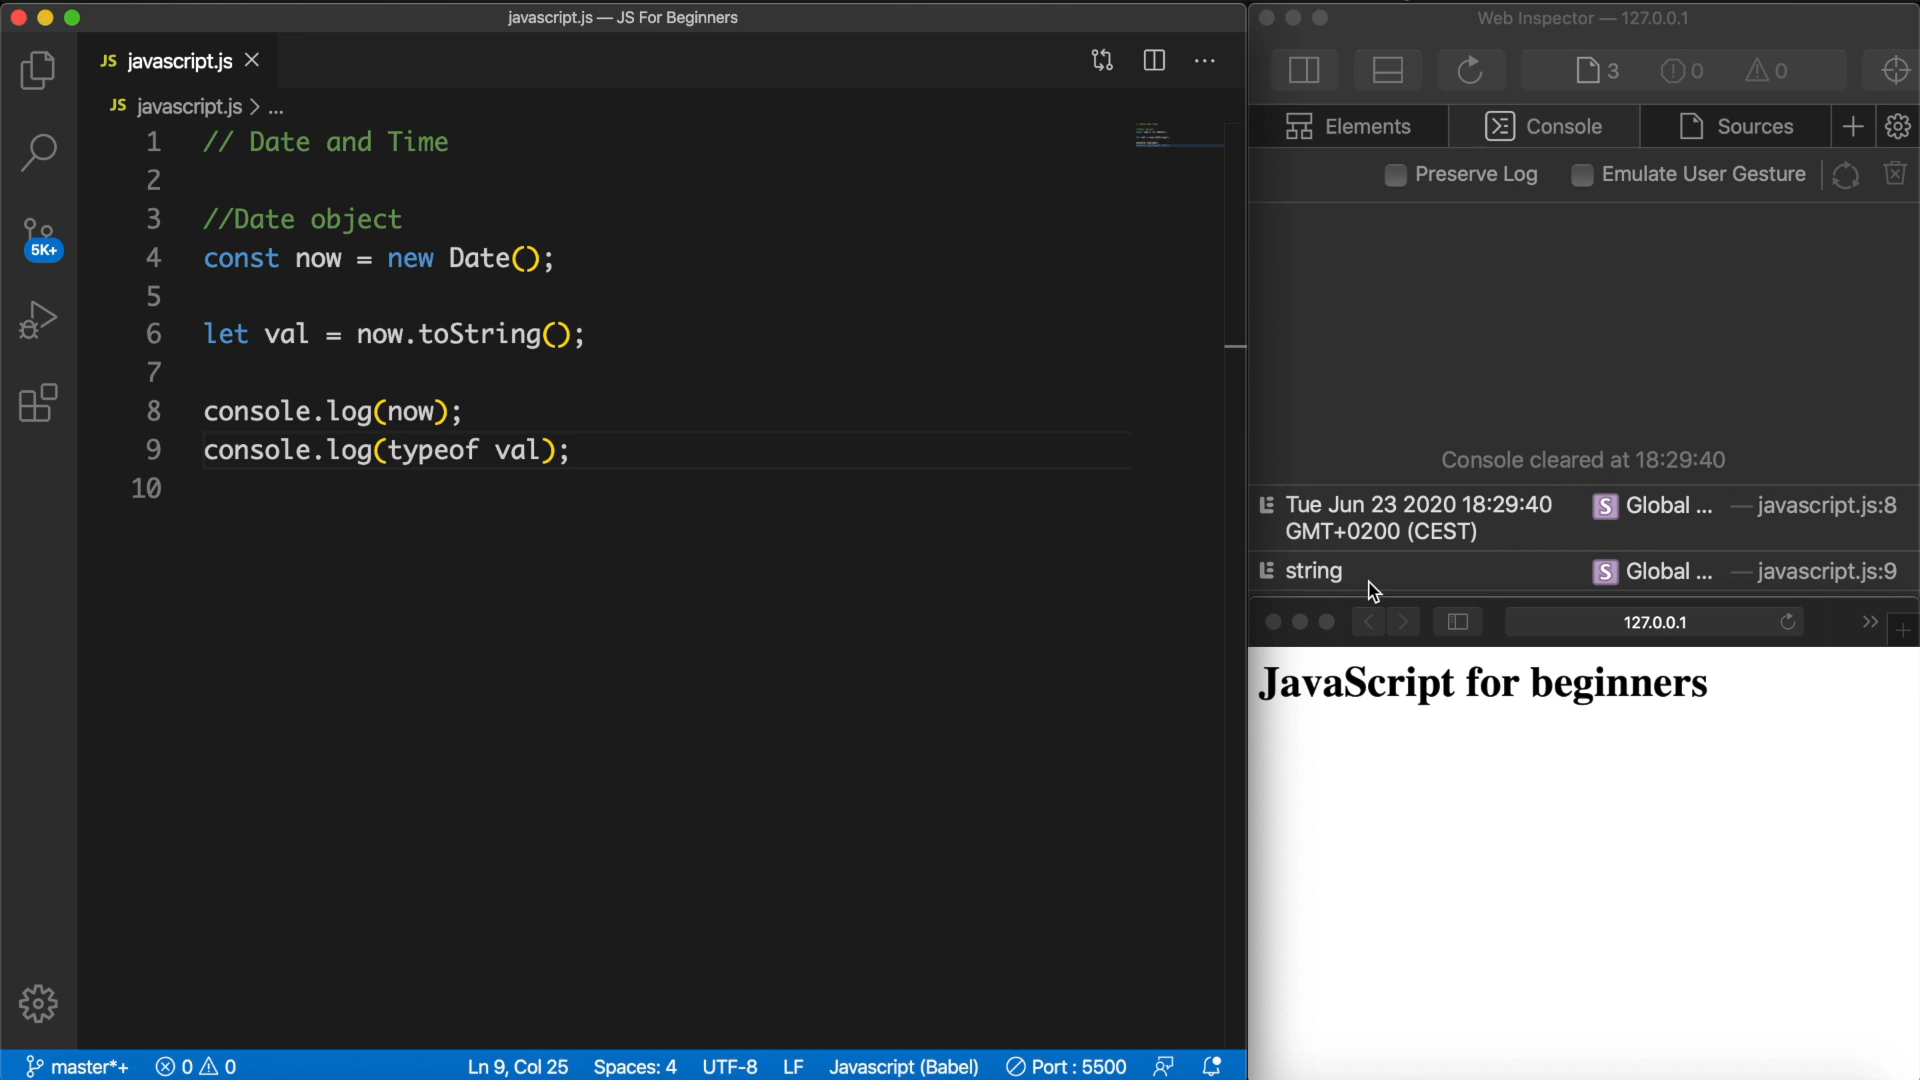 javascript.js — JS For Beginners
JS javascript.js
JS javascript.js > ...
1 // Date and Time
2
3 //Date object
4 const now = new Date();
5
6 let val = now.toString();
7
8 console.log(now);
9 console.log(typeof val);
10
5K+
master*+ 0 0 Ln 9, Col 25 Spaces: 4 UTF-8 LF Javascript (Babel) Port : 5500
Web Inspector — 127.0.0.1
3 0 0
Elements Console Sources
Preserve Log Emulate User Gesture
Console cleared at 18:29:40
Tue Jun 23 2020 18:29:40 S Global ... — javascript.js:8
GMT+0200 (CEST)
string S Global ... — javascript.js:9
127.0.0.1
JavaScript for beginners